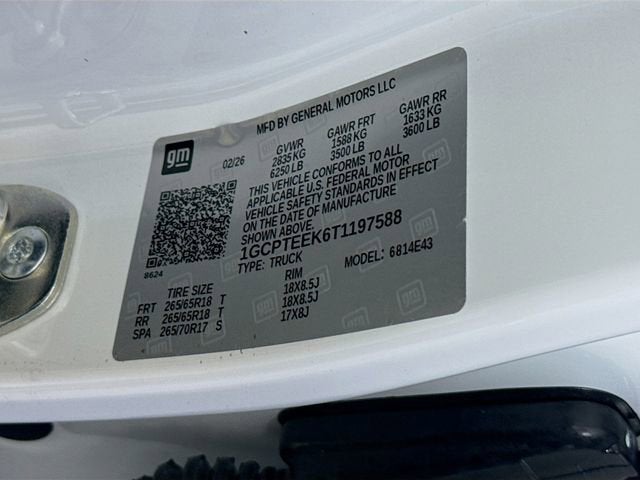 MFD BY GENERAL MOTORS LLC
gm
02/26 GVWR GAWR FRT GAWR RR
2835 KG 1588 KG 1633 KG
6250 LB 3500 LB 3600 LB
THIS VEHICLE CONFORMS TO ALL
APPLICABLE U.S. FEDERAL MOTOR
VEHICLE SAFETY STANDARDS IN EFFECT
ON THE DATE OF MANUFACTURE
SHOWN ABOVE.
1GCPTEEK6T1197588
8624
TYPE: TRUCK MODEL: 6814E43
TIRE SIZE RIM
FRT 265/65R18 T 18X8.5J
RR 265/65R18 T 18X8.5J
SPA 265/70R17 S 17X8J